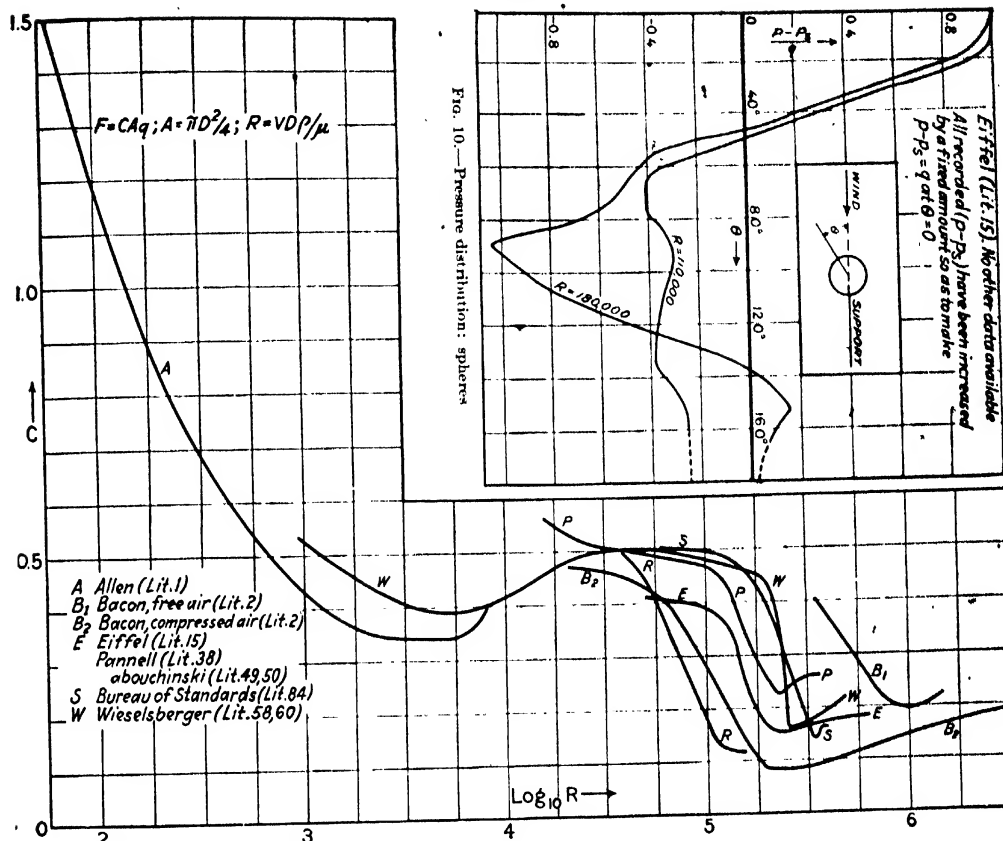 1.5
1.0
0.5
0
C
F=CAq; A=πD²/4; R=VDρ/μ
A
W
A Allen (Lit.1)
B₁ Bacon, free air (Lit.2)
B₂ Bacon, compressed air (Lit.2)
E Eiffel (Lit.15)
Pannell (Lit.38)
abouchinski (Lit.49,50)
S Bureau of Standards (Lit.84)
W Wieselsberger (Lit.58,60)
P
B₂
R
S
E
P
W
R
P
W
E
S
B₁
B₂
Log₁₀R
2 3 4 5 6
Eiffel (Lit.15). No other data available
All recorded (p-pₛ) have been increased
by a fixed amount so as to make
p-pₛ=q at θ=0
-0.8 -0.4 0 0.4 0.8
40° 80° 120° 160°
θ
WIND
θ
SUPPORT
R=110,000
R=180,000
Fig. 10.—Pressure distribution: spheres